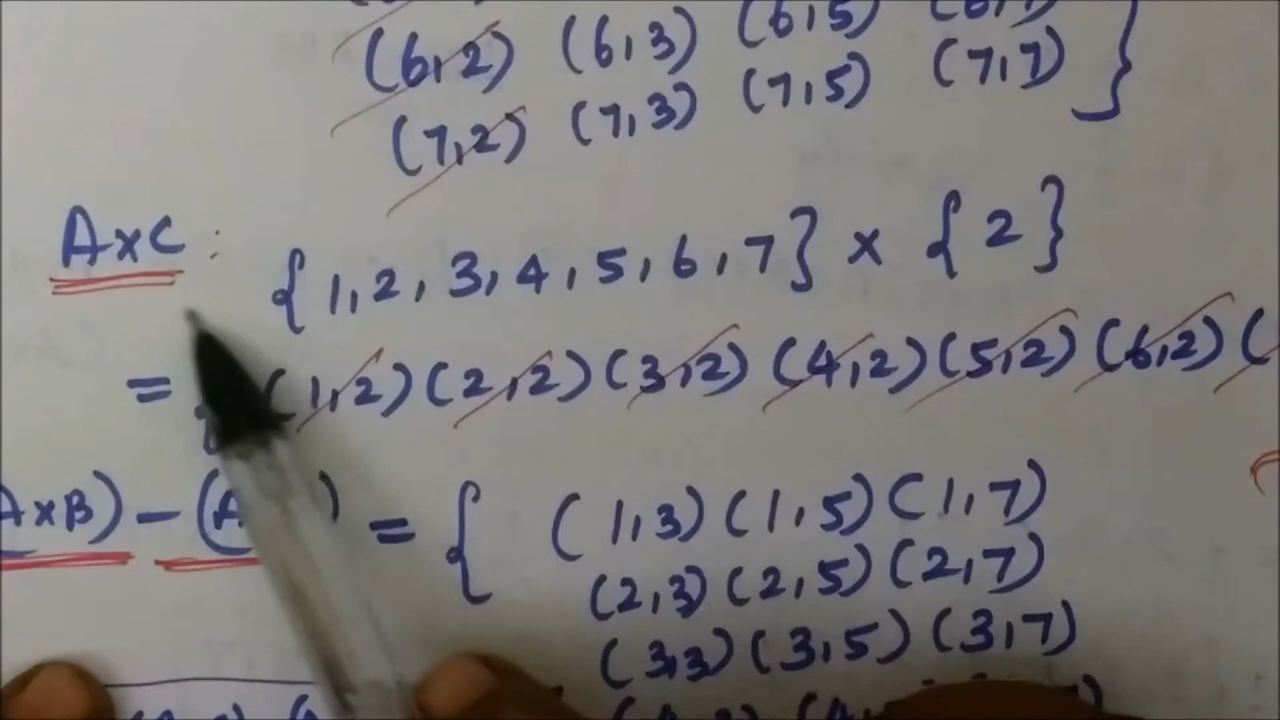 (6,2) (6,3) (6,5)
(7,2) (7,3) (7,5) (7,7) }
A×C : { 1, 2, 3, 4, 5, 6, 7 } × { 2 }
= (1,2) (2,2) (3,2) (4,2) (5,2) (6,2) (
A×B) – (A ) = { (1,3) (1,5) (1,7)
(2,3) (2,5) (2,7)
(3,3) (3,5) (3,7)